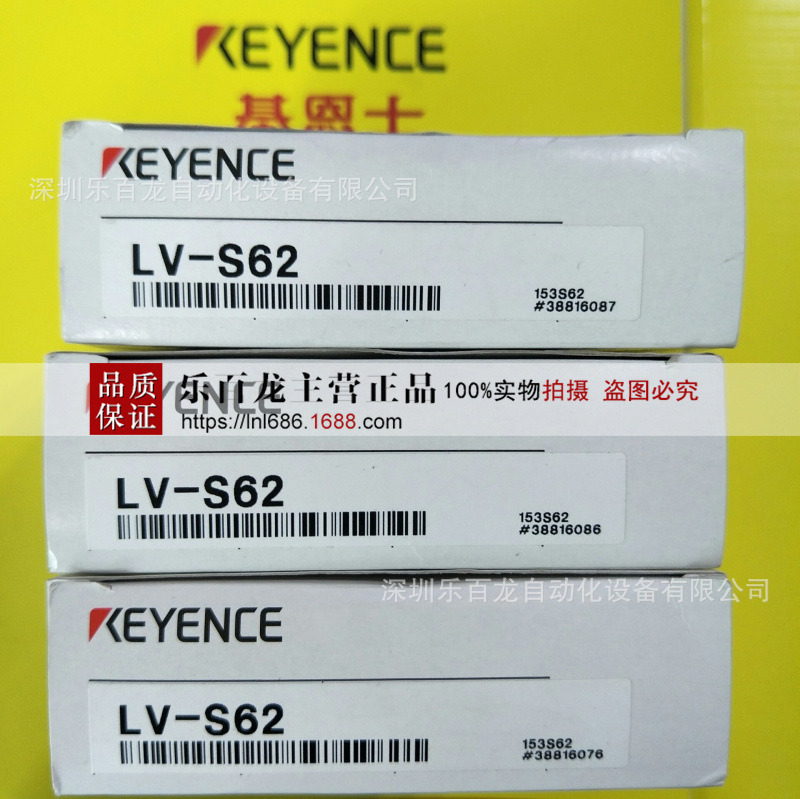 KEYENCE
基恩士
KEYENCE
深圳乐百龙自动化设备有限公司
LV-S62
153S62
#38816087
品质
保证
乐百龙主营正品
100%实物拍摄 盗图必究
https://lnl686.1688.com/
KEYENCE
LV-S62
153S62
#38816086
深圳乐百龙自动化设备有限公司
KEYENCE
LV-S62
153S62
#38816076